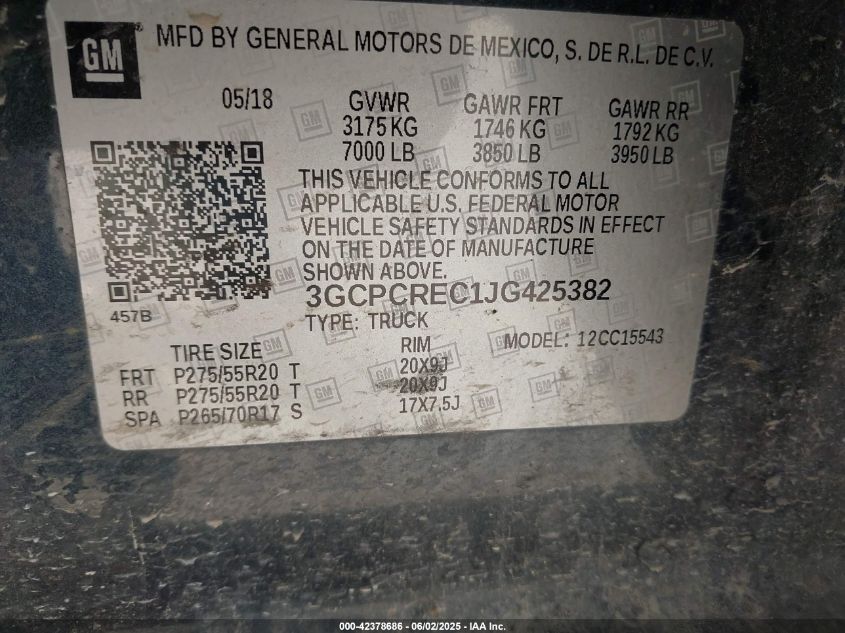 GM MFD BY GENERAL MOTORS DE MEXICO, S. DE R.L. DE C.V.
05/18 GVWR GAWR FRT GAWR RR
3175 KG 1746 KG 1792 KG
7000 LB 3850 LB 3950 LB
THIS VEHICLE CONFORMS TO ALL
APPLICABLE U.S. FEDERAL MOTOR
VEHICLE SAFETY STANDARDS IN EFFECT
ON THE DATE OF MANUFACTURE
SHOWN ABOVE.
3GCPCREC1JG425382
457B
TYPE: TRUCK
MODEL: 12CC15543
TIRE SIZE RIM
FRT P275/55R20 T 20X9J
RR P275/55R20 T 20X9J
SPA P265/70R17 S 17X7.5J
000-42378686 - 06/02/2025 - IAA Inc.